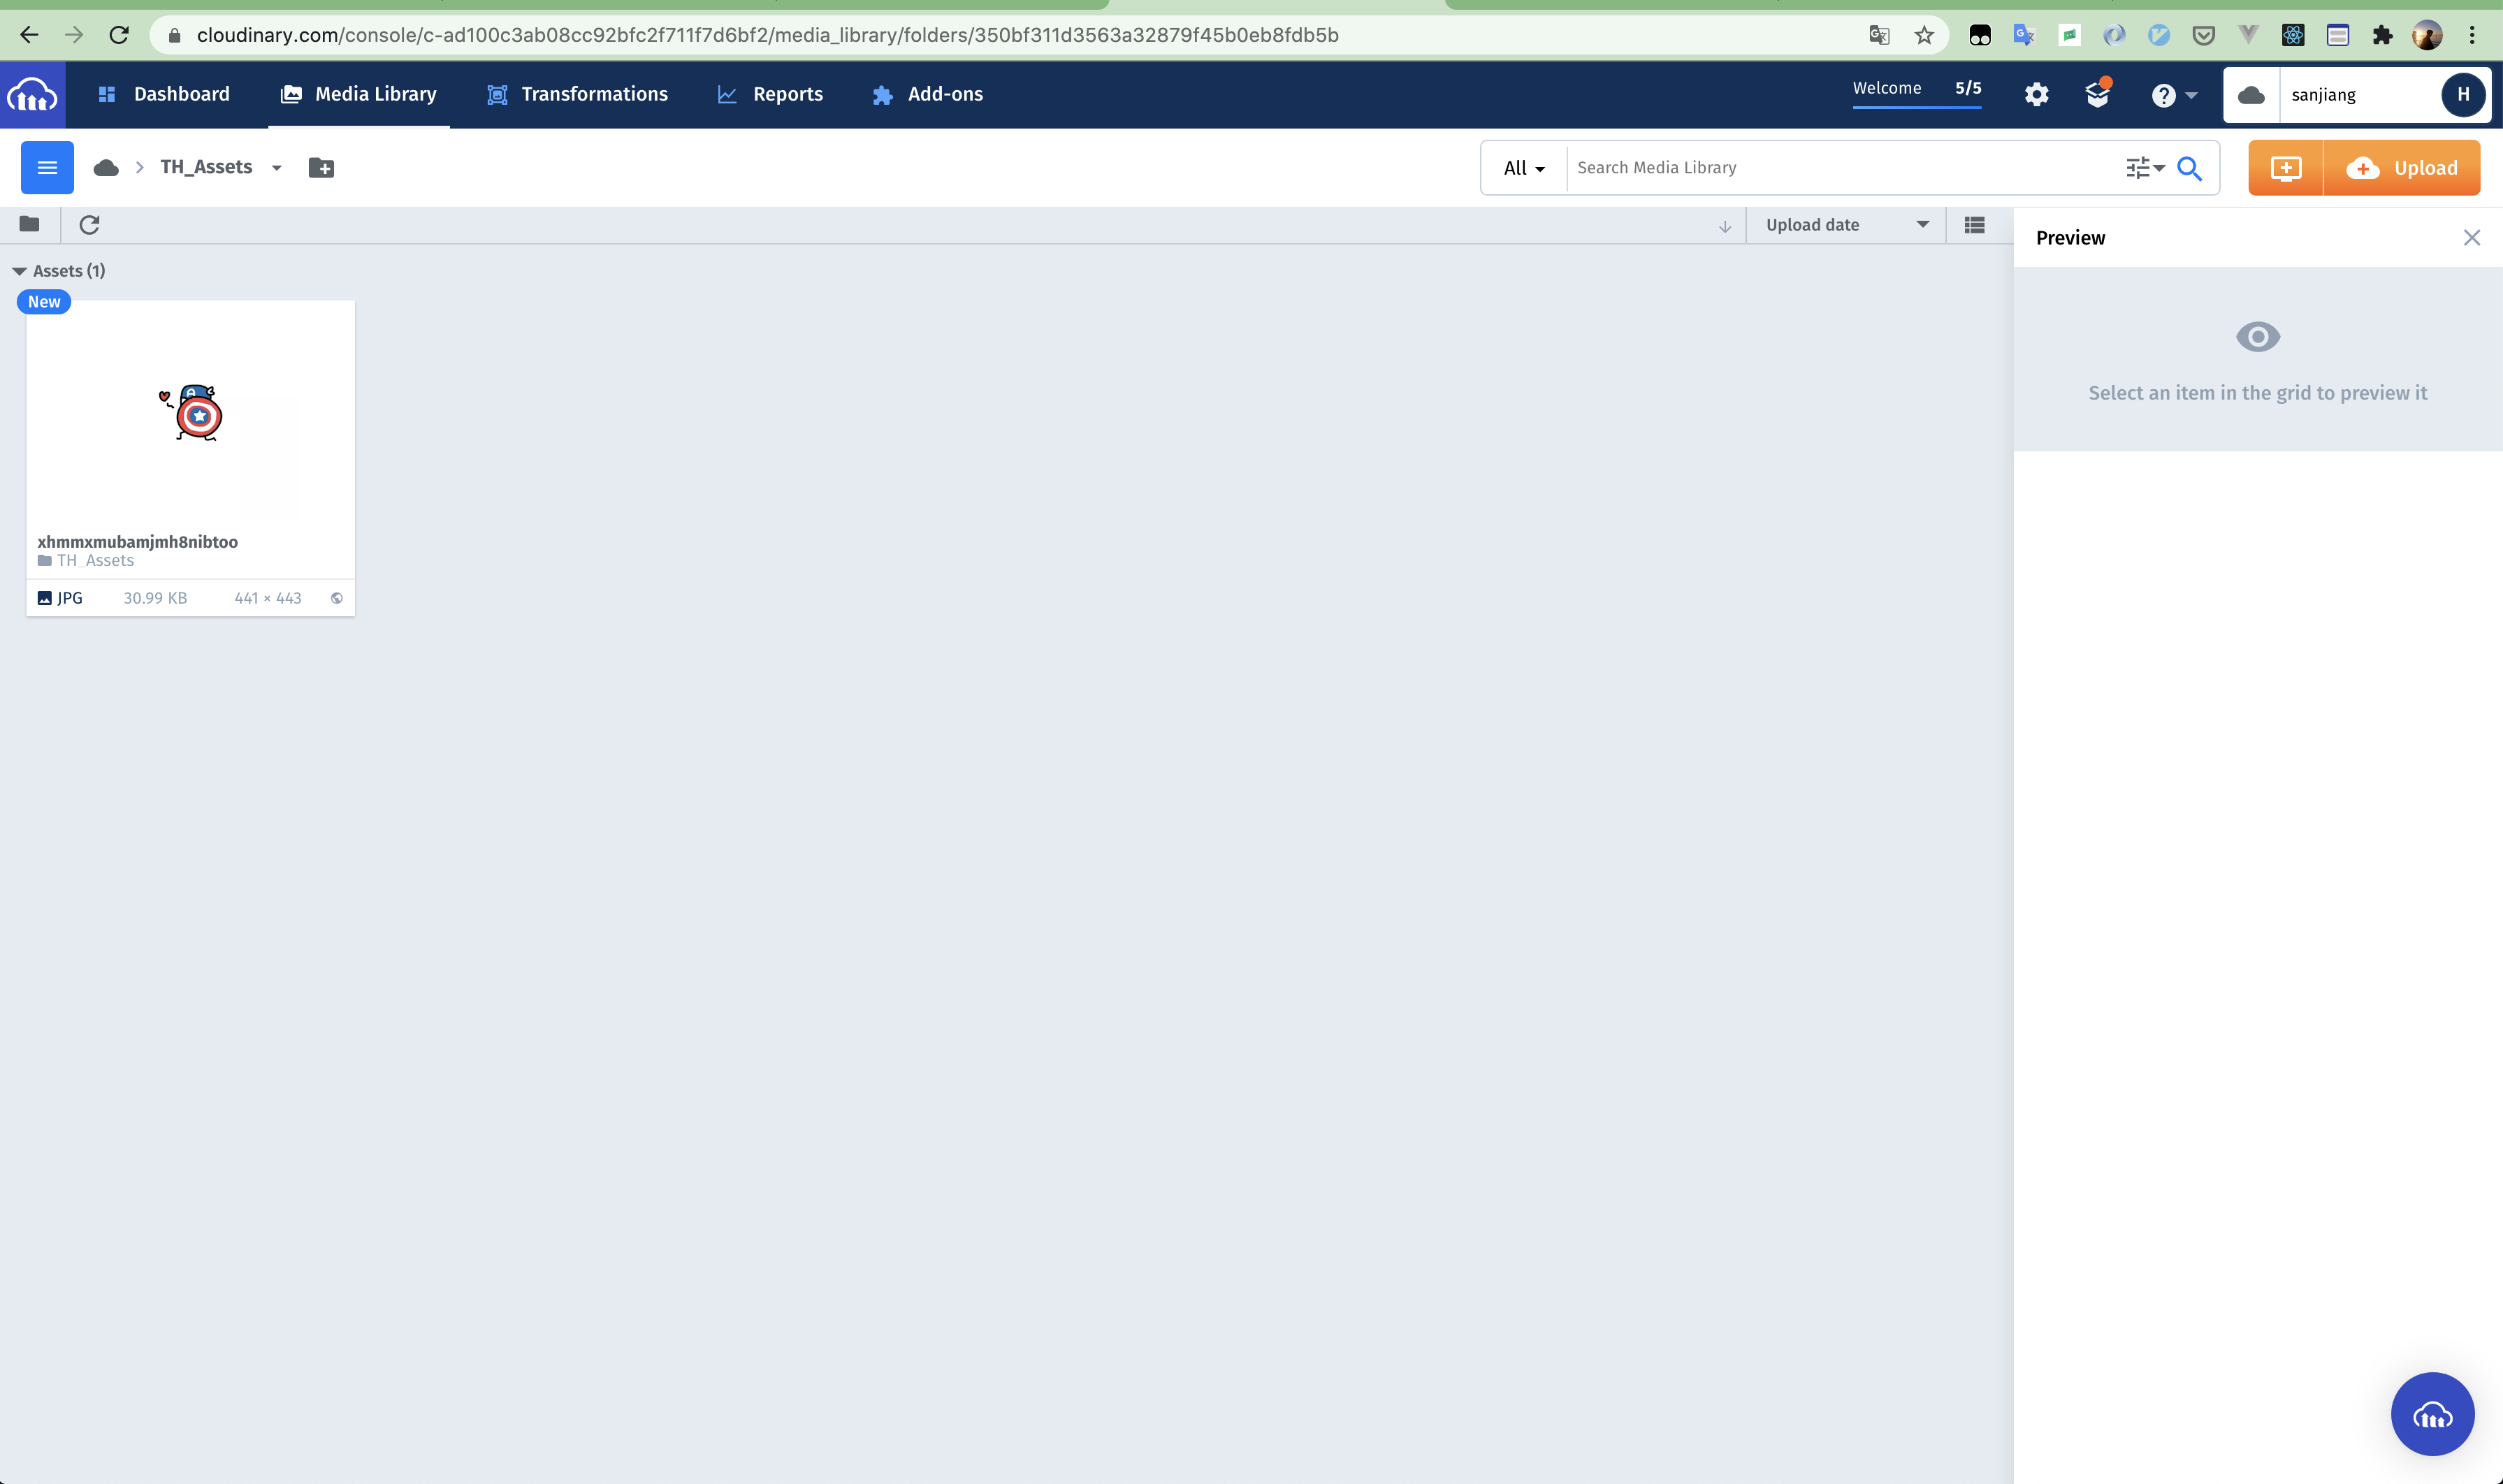 cloudinary.com/console/c-ad100c3ab08cc92bfc2f711f7d6bf2/media_library/folders/350bf311d3563a32879f45b0eb8fdb5b
Dashboard Media Library Transformations Reports Add-ons Welcome 5/5 sanjiang H
TH_Assets All Search Media Library Upload
Upload date
Preview
Assets (1)
New
Select an item in the grid to preview it
A
xhmmxmubamjmh8nibtoo
TH_Assets
JPG 30.99 KB 441 × 443